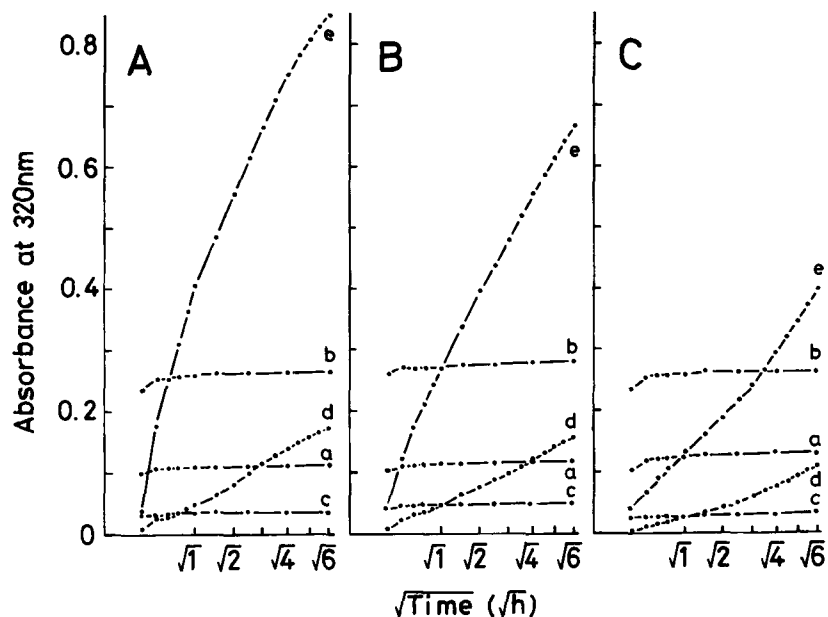 A
B
C
Absorbance at 320nm
0.8
0.6
0.4
0.2
0
e
b
d
a
c
e
b
d
a
c
e
b
a
d
c
√1 √2 √4 √6
√1 √2 √4 √6
√1 √2 √4 √6
√Time (√h)